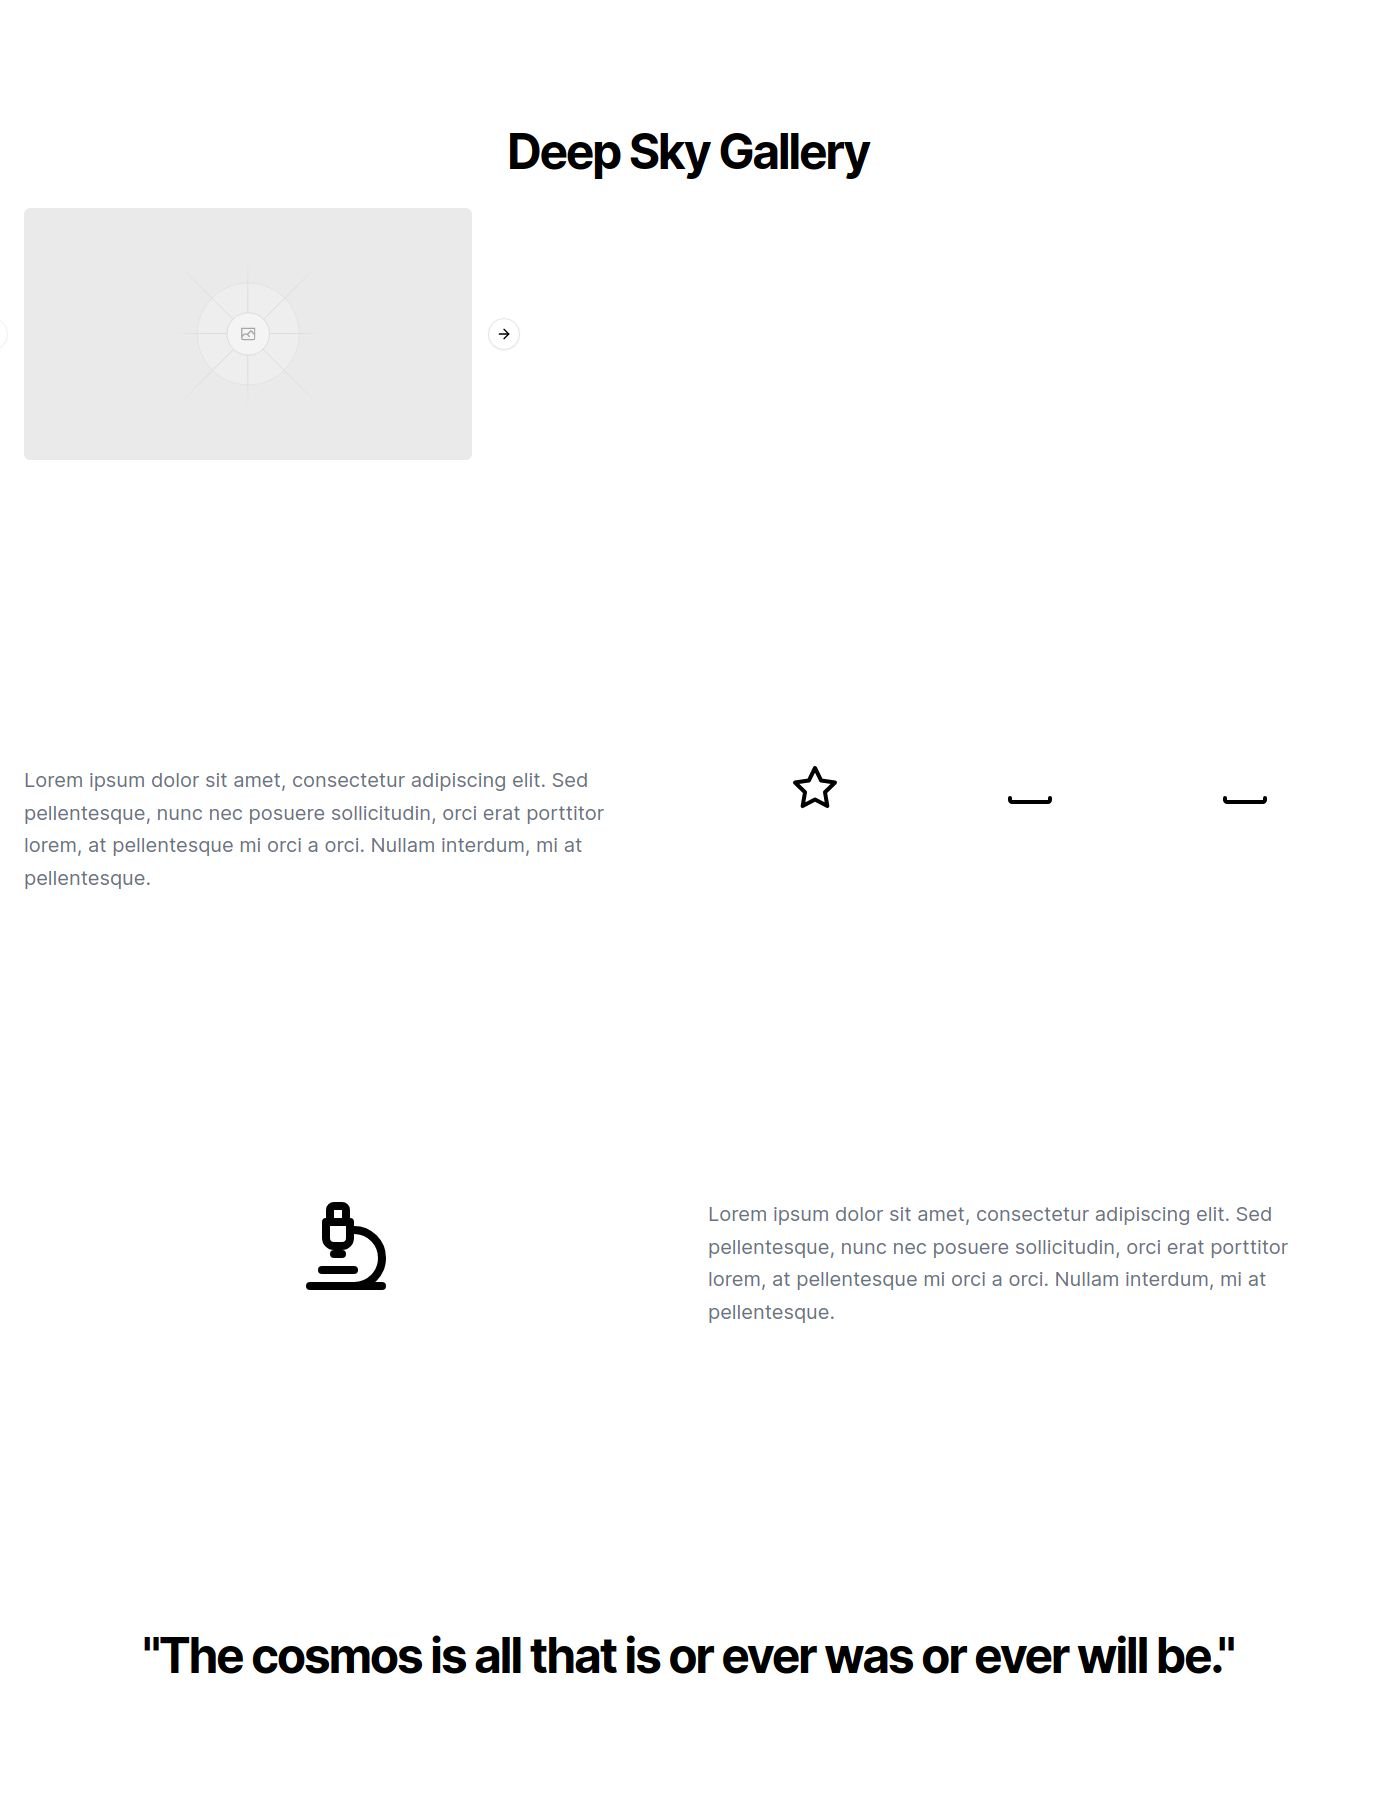 Deep Sky Gallery
Lorem ipsum dolor sit amet, consectetur adipiscing elit. Sed
pellentesque, nunc nec posuere sollicitudin, orci erat porttitor
lorem, at pellentesque mi orci a orci. Nullam interdum, mi at
pellentesque.
Lorem ipsum dolor sit amet, consectetur adipiscing elit. Sed
pellentesque, nunc nec posuere sollicitudin, orci erat porttitor
lorem, at pellentesque mi orci a orci. Nullam interdum, mi at
pellentesque.
"The cosmos is all that is or ever was or ever will be."